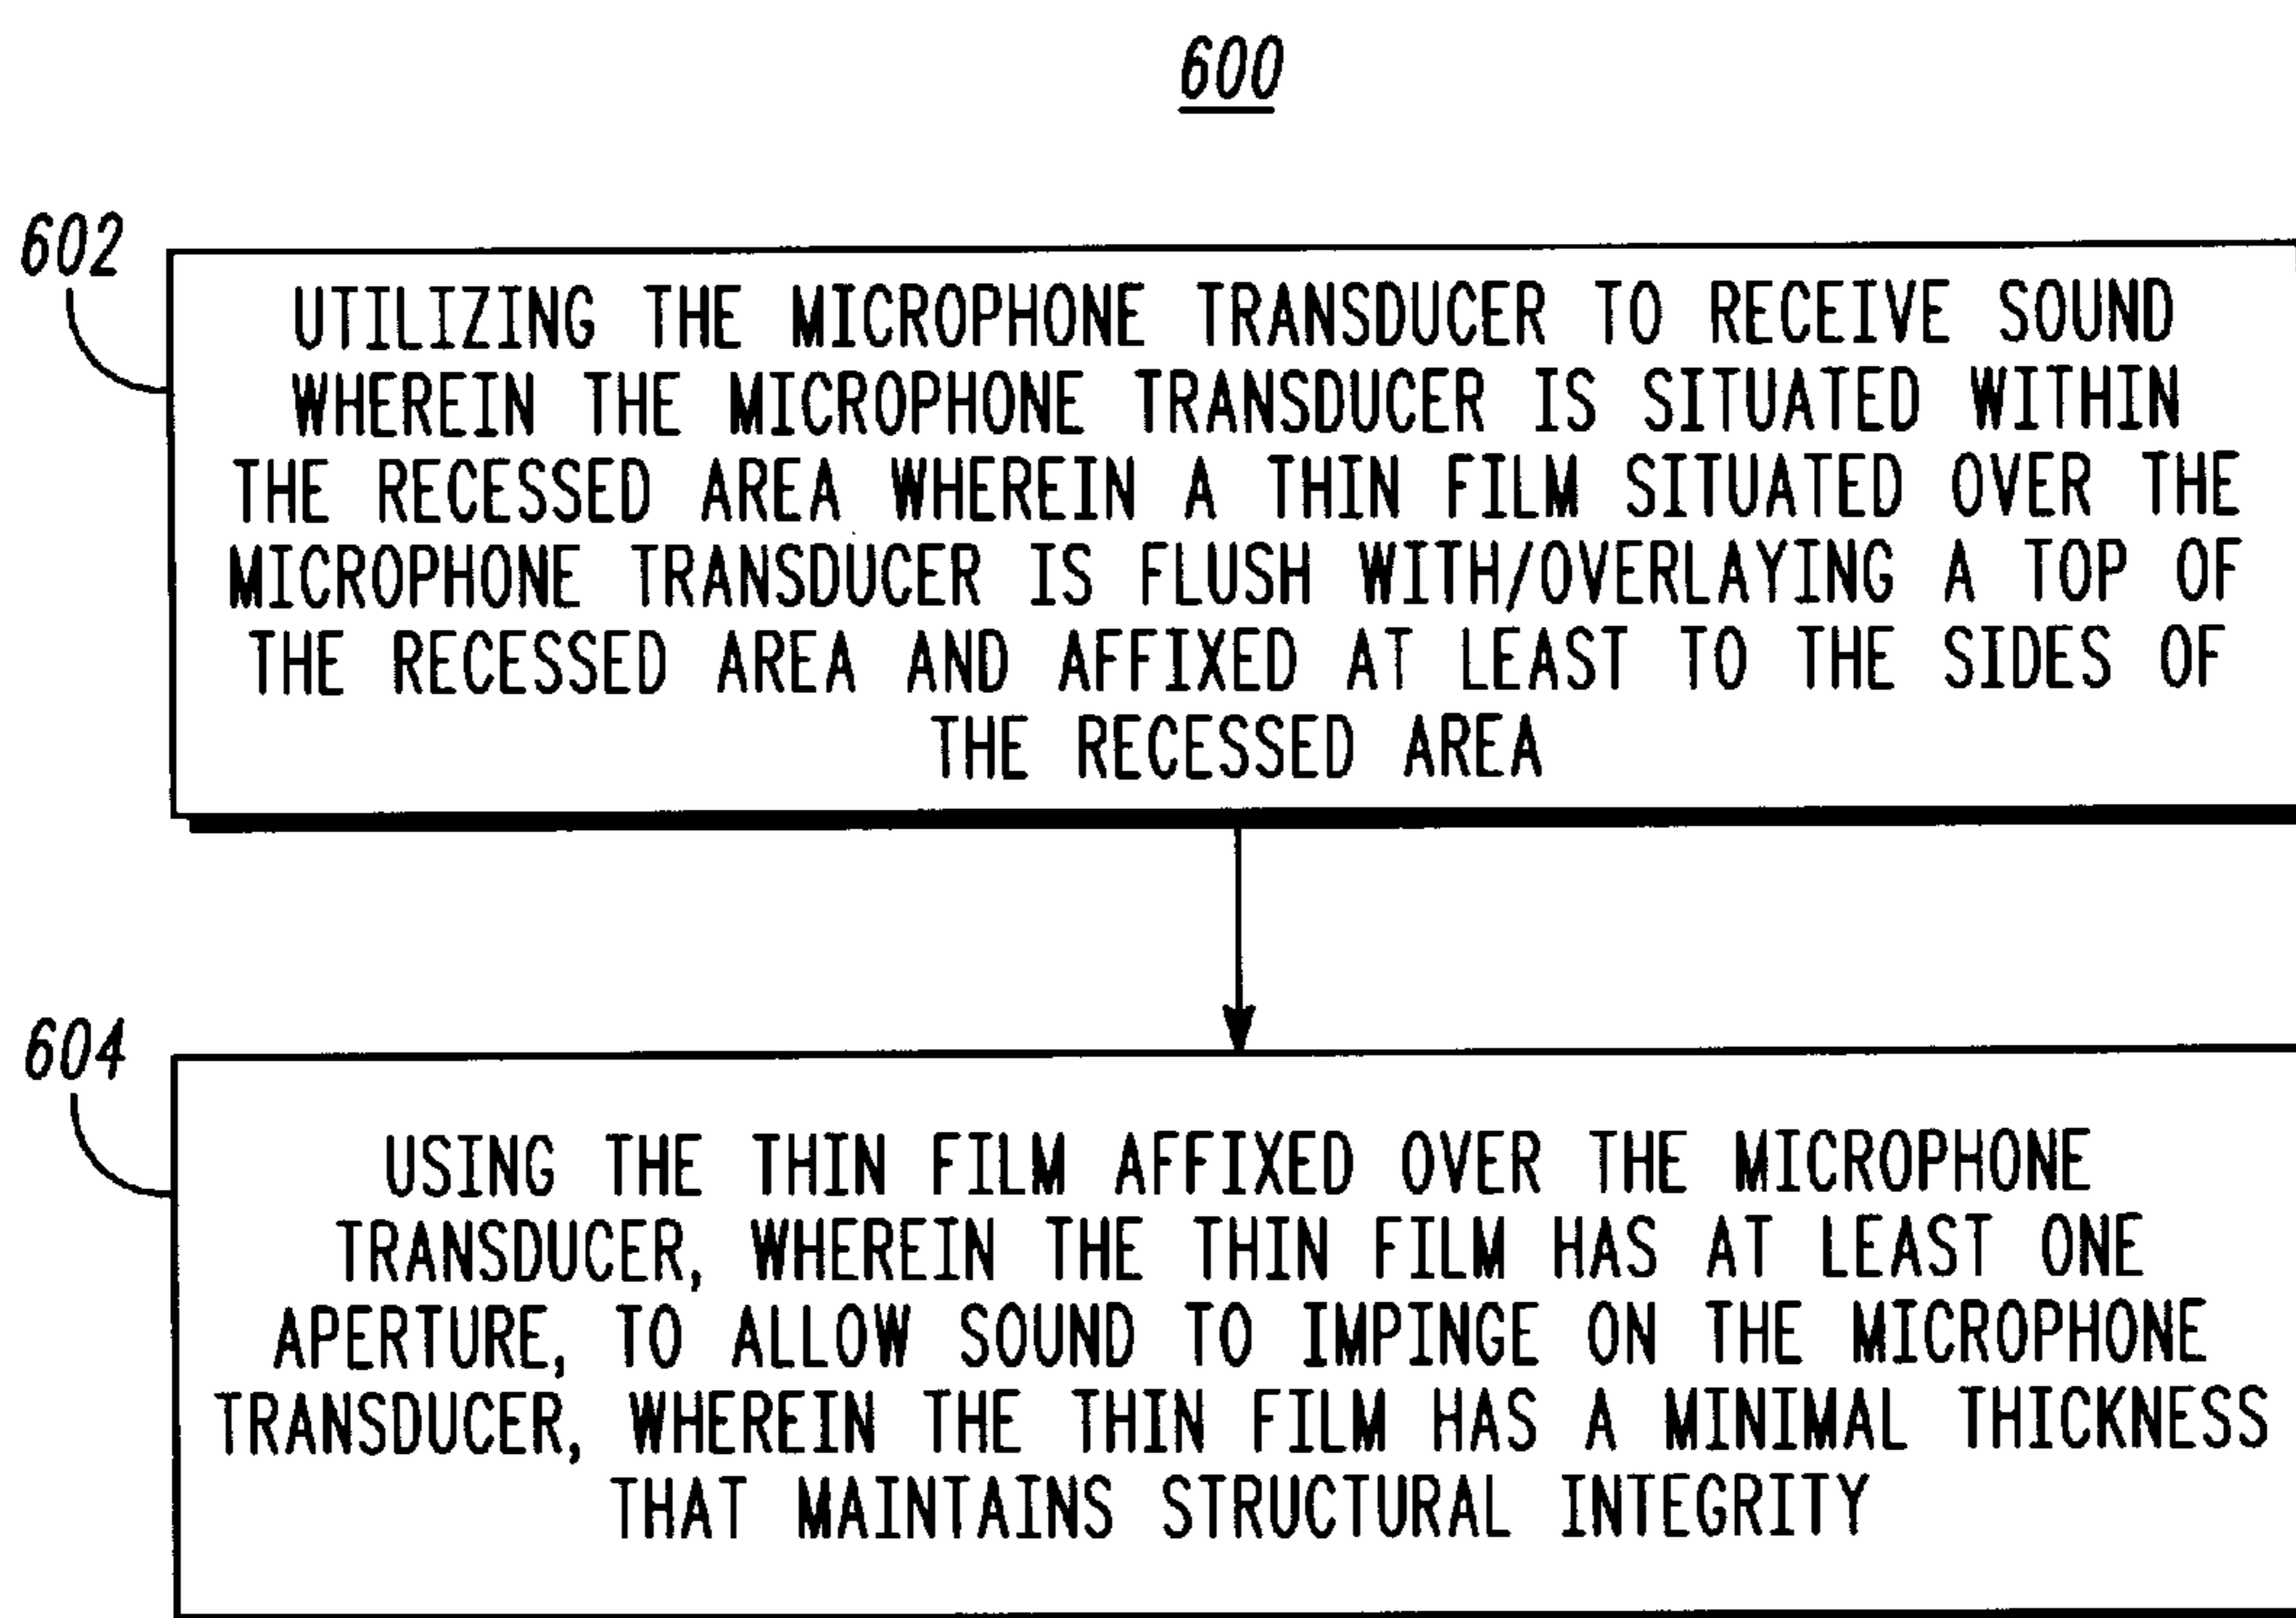 600
602
UTILIZING THE MICROPHONE TRANSDUCER TO RECEIVE SOUND
WHEREIN THE MICROPHONE TRANSDUCER IS SITUATED WITHIN
THE RECESSED AREA WHEREIN A THIN FILM SITUATED OVER THE
MICROPHONE TRANSDUCER IS FLUSH WITH/OVERLAYING A TOP OF
THE RECESSED AREA AND AFFIXED AT LEAST TO THE SIDES OF
THE RECESSED AREA
604
USING THE THIN FILM AFFIXED OVER THE MICROPHONE
TRANSDUCER, WHEREIN THE THIN FILM HAS AT LEAST ONE
APERTURE, TO ALLOW SOUND TO IMPINGE ON THE MICROPHONE
TRANSDUCER, WHEREIN THE THIN FILM HAS A MINIMAL THICKNESS
THAT MAINTAINS STRUCTURAL INTEGRITY